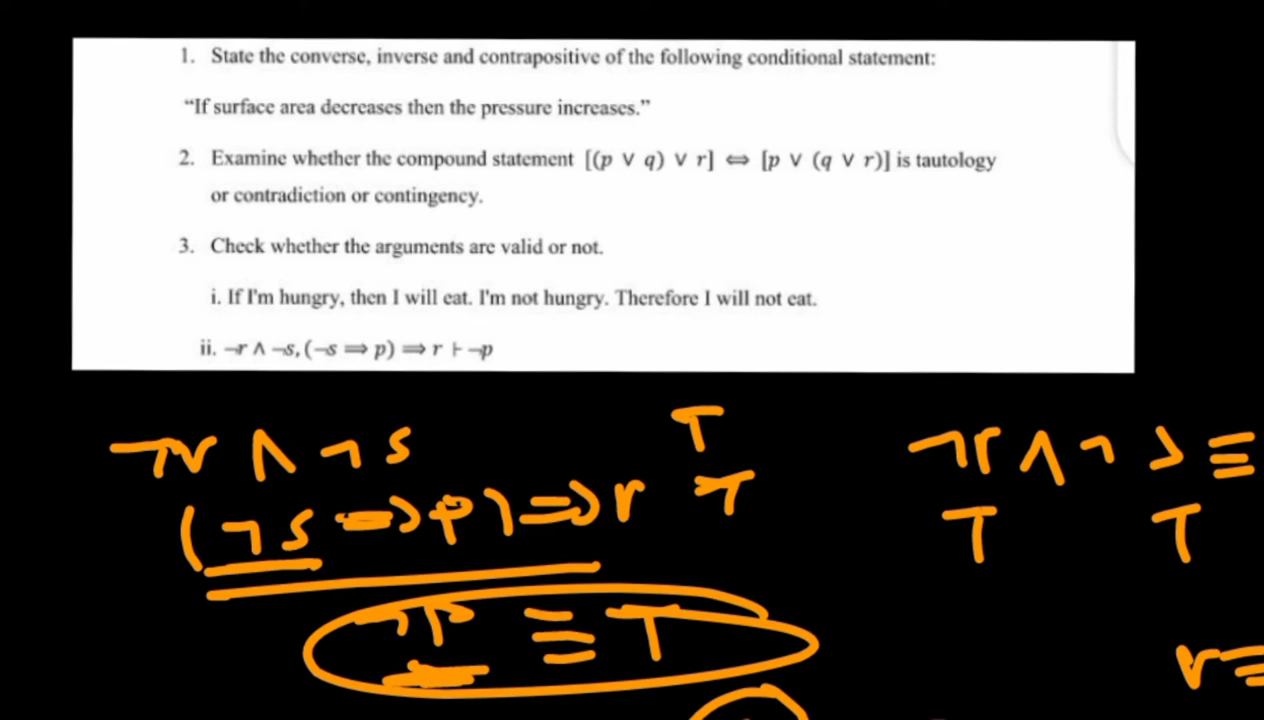 1. State the converse, inverse and contrapositive of the following conditional statement:
“If surface area decreases then the pressure increases.”
2. Examine whether the compound statement [(p ∨ q) ∨ r] ⇔ [p ∨ (q ∨ r)] is tautology
or contradiction or contingency.
3. Check whether the arguments are valid or not.
i. If I'm hungry, then I will eat. I'm not hungry. Therefore I will not eat.
ii. ¬r ∧ ¬s, (¬s ⟹ p) ⟹ r ⊢ ¬p
¬r ∧ ¬s T ¬r ∧ ¬s ≡
(¬s ⇒ p) ⇒ r T T T
¬p ≡ T
r ≡